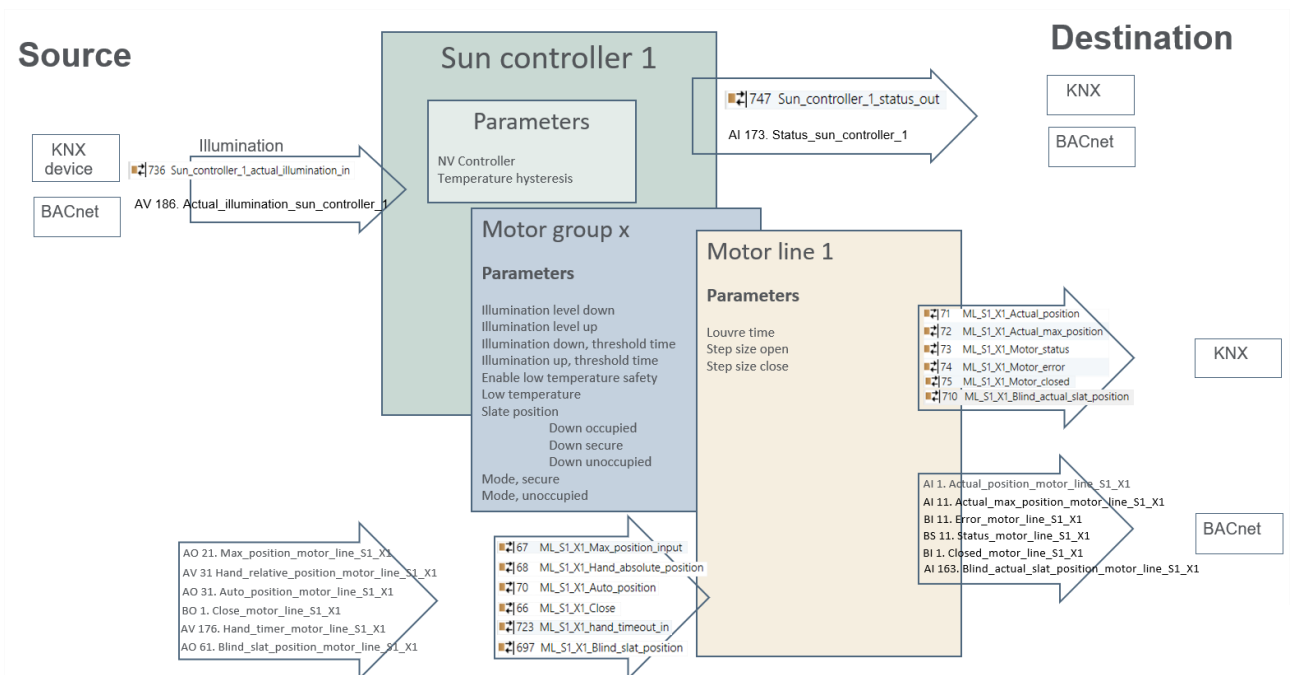 Source
Sun controller 1
Destination
Parameters
NV Controller
Temperature hysteresis
KNX
device
BACnet
Illumination
736 Sun_controller_1_actual_illumination_in
AV 186. Actual_illumination_sun_controller_1
747 Sun_controller_1_status_out
AI 173. Status_sun_controller_1
KNX
BACnet
Motor group x
Parameters
Illumination level down
Illumination level up
Illumination down, threshold time
Illumination up, threshold time
Enable low temperature safety
Low temperature
Slate position
Down occupied
Down secure
Down unoccupied
Mode, secure
Mode, unoccupied
Motor line 1
Parameters
Louvre time
Step size open
Step size close
71 ML_S1_X1_Actual_position
72 ML_S1_X1_Actual_max_position
73 ML_S1_X1_Motor_status
74 ML_S1_X1_Motor_error
75 ML_S1_X1_Motor_closed
710 ML_S1_X1_Blind_actual_slat_position
KNX
AO 21. Max_position_motor_line_S1_X1
AV 31 Hand_relative_position_motor_line_S1_X1
AO 31. Auto_position_motor_line_S1_X1
BO 1. Close_motor_line_S1_X1
AV 176. Hand_timer_motor_line_S1_X1
AO 61. Blind_slat_position_motor_line_S1_X1
67 ML_S1_X1_Max_position_input
68 ML_S1_X1_Hand_absolute_position
70 ML_S1_X1_Auto_position
66 ML_S1_X1_Close
723 ML_S1_X1_hand_timeout_in
697 ML_S1_X1_Blind_slat_position
AI 1. Actual_position_motor_line_S1_X1
AI 11. Actual_max_position_motor_line_S1_X1
BI 11. Error_motor_line_S1_X1
BS 11. Status_motor_line_S1_X1
BI 1. Closed_motor_line_S1_X1
AI 163. Blind_actual_slat_position_motor_line_S1_X1
BACnet